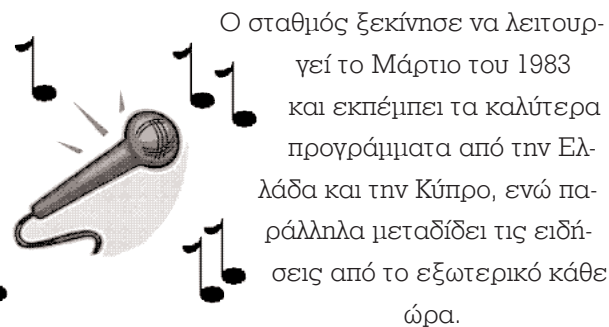 Ο σταθμός ξεκίνησε να λειτουρ-
γεί το Μάρτιο του 1983
και εκπέμπει τα καλύτερα
προγράμματα από την Ελ-
λάδα και την Κύπρο, ενώ πα-
ράλληλα μεταδίδει τις ειδή-
σεις από το εξωτερικό κάθε
ώρα.